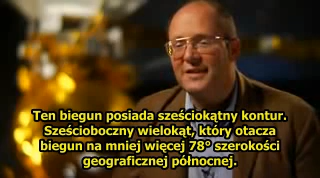 Ten biegun posiada sześciokątny kontur.
Sześcioboczny wielokąt, który otacza
biegun na mniej więcej 78° szerokości
geograficznej północnej.